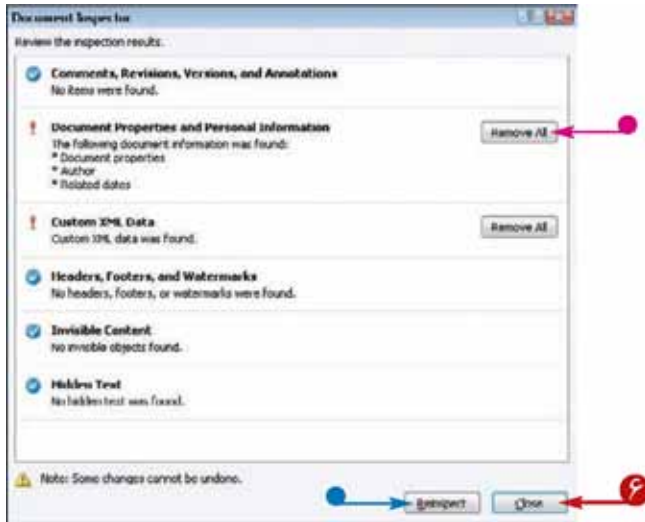 Document Inspector
Review the inspection results.
Comments, Revisions, Versions, and Annotations
No items were found.
! Document Properties and Personal Information
Remove All
The following document information was found:
* Document properties
* Author
* Related dates
! Custom XML Data
Remove All
Custom XML data was found.
Headers, Footers, and Watermarks
No headers, footers, or watermarks were found.
Invisible Content
No invisible objects found.
Hidden Text
No hidden text was found.
Note: Some changes cannot be undone.
Reinspect
Close
۶